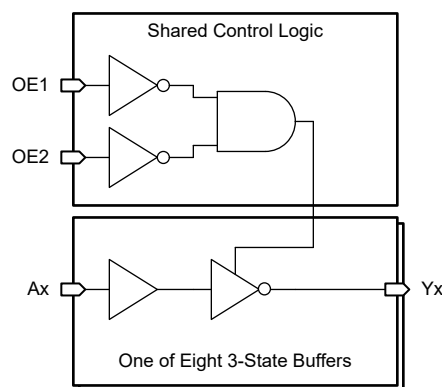 Shared Control Logic
OE1
OE2
Ax
Yx
One of Eight 3-State Buffers